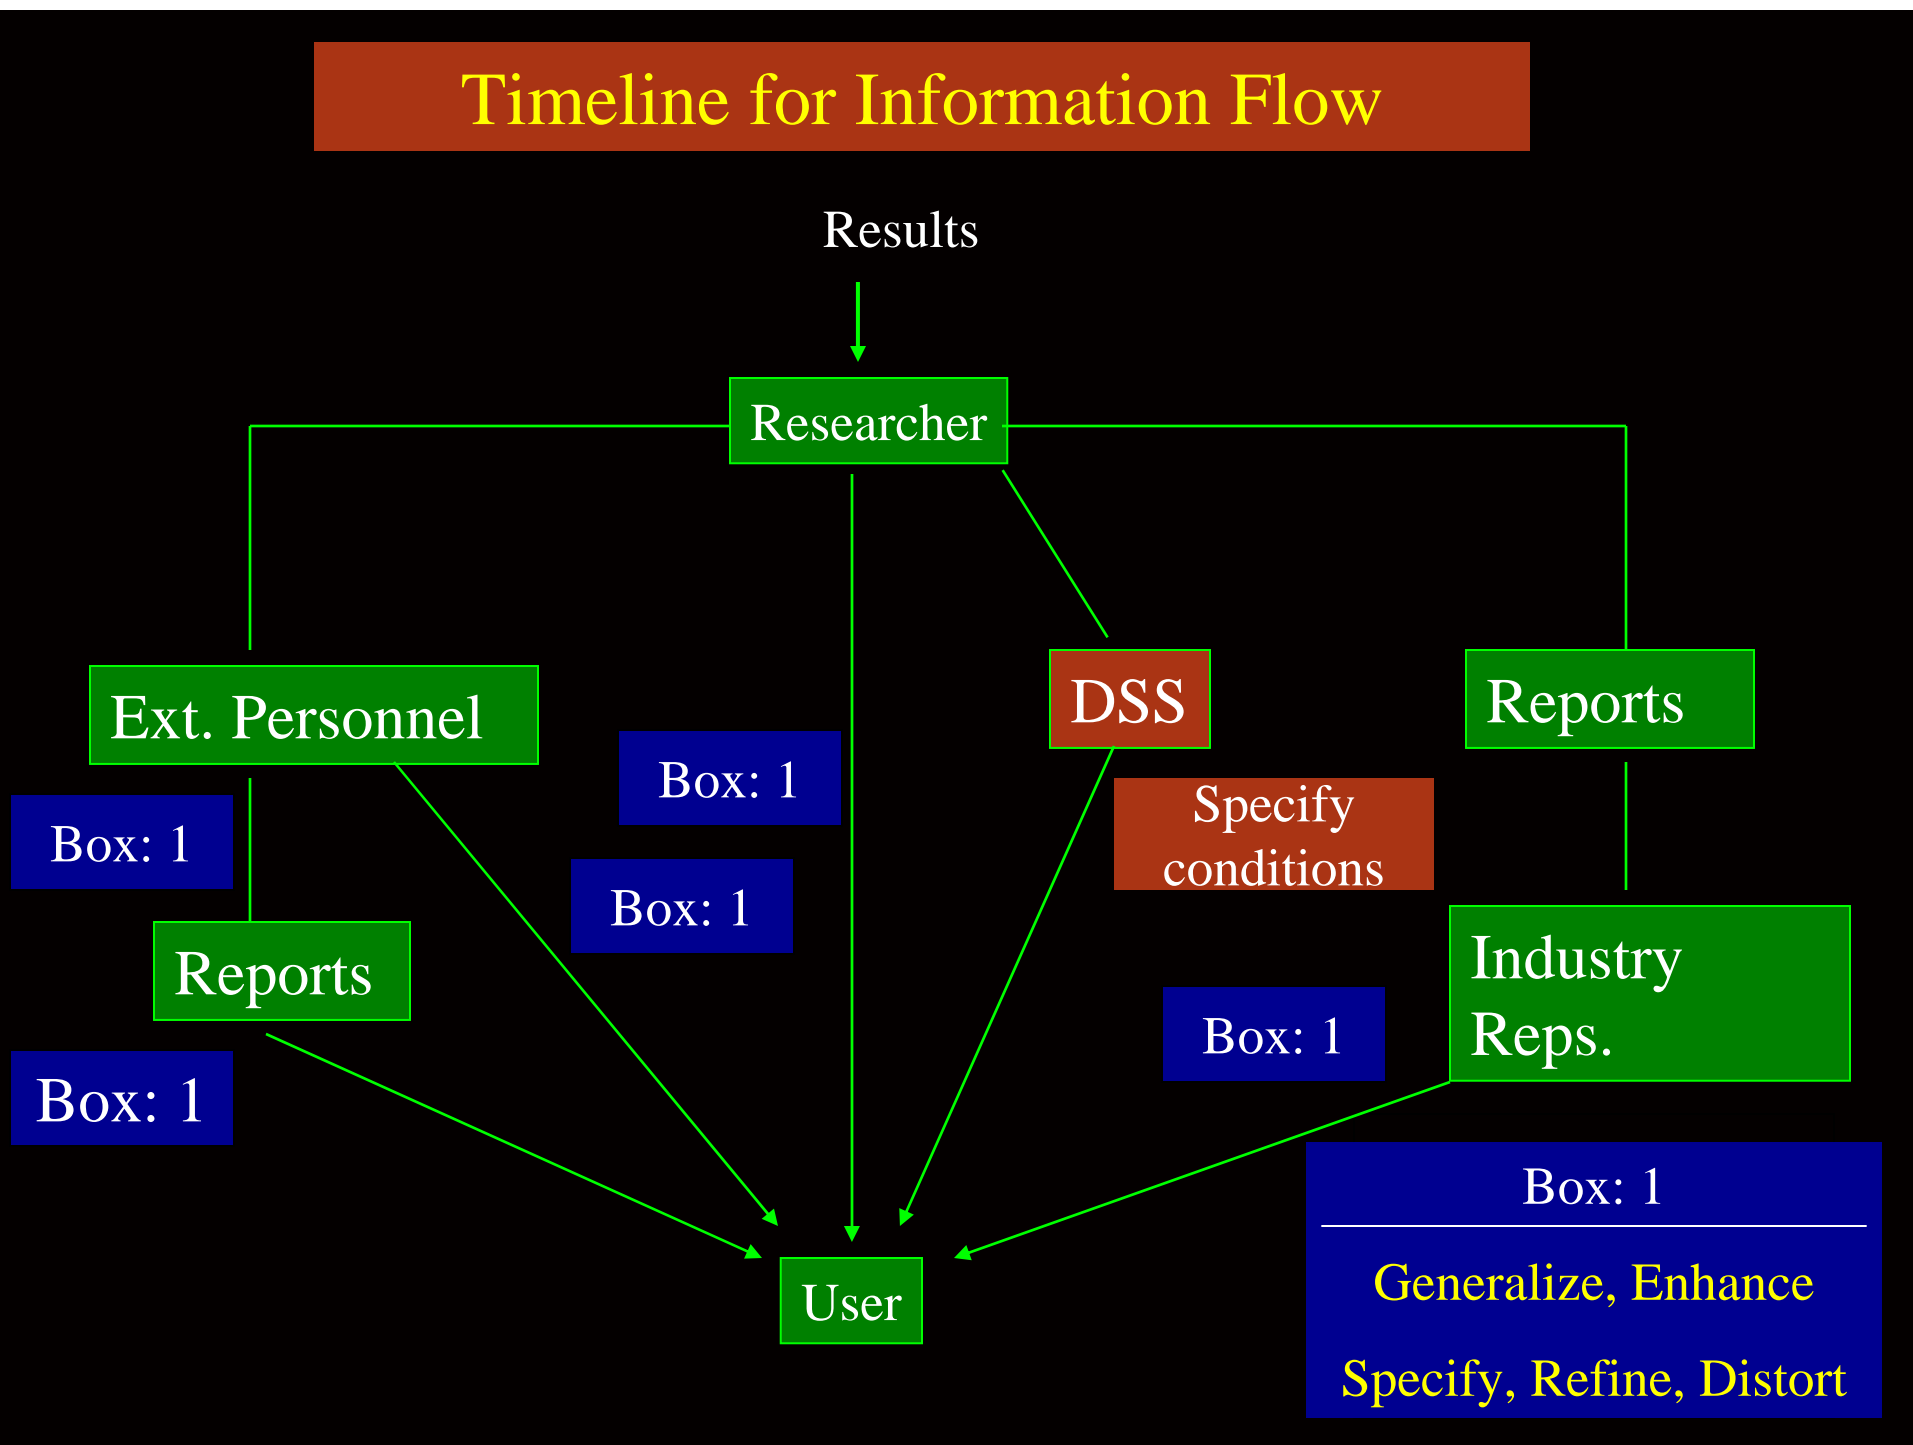 Timeline for Information Flow
Results
Researcher
Ext. Personnel
DSS
Reports
Box: 1
Specify
conditions
Box: 1
Box: 1
Reports
Industry
Reps.
Box: 1
Box: 1
Box: 1
Generalize, Enhance
Specify, Refine, Distort
User